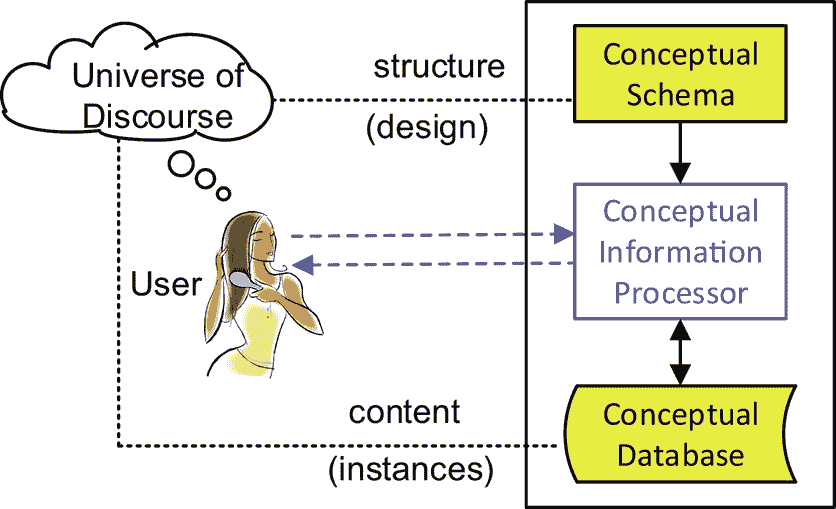 Universe of
Discourse
structure
(design)
Conceptual
Schema
Conceptual
Information
Processor
User
content
(instances)
Conceptual
Database